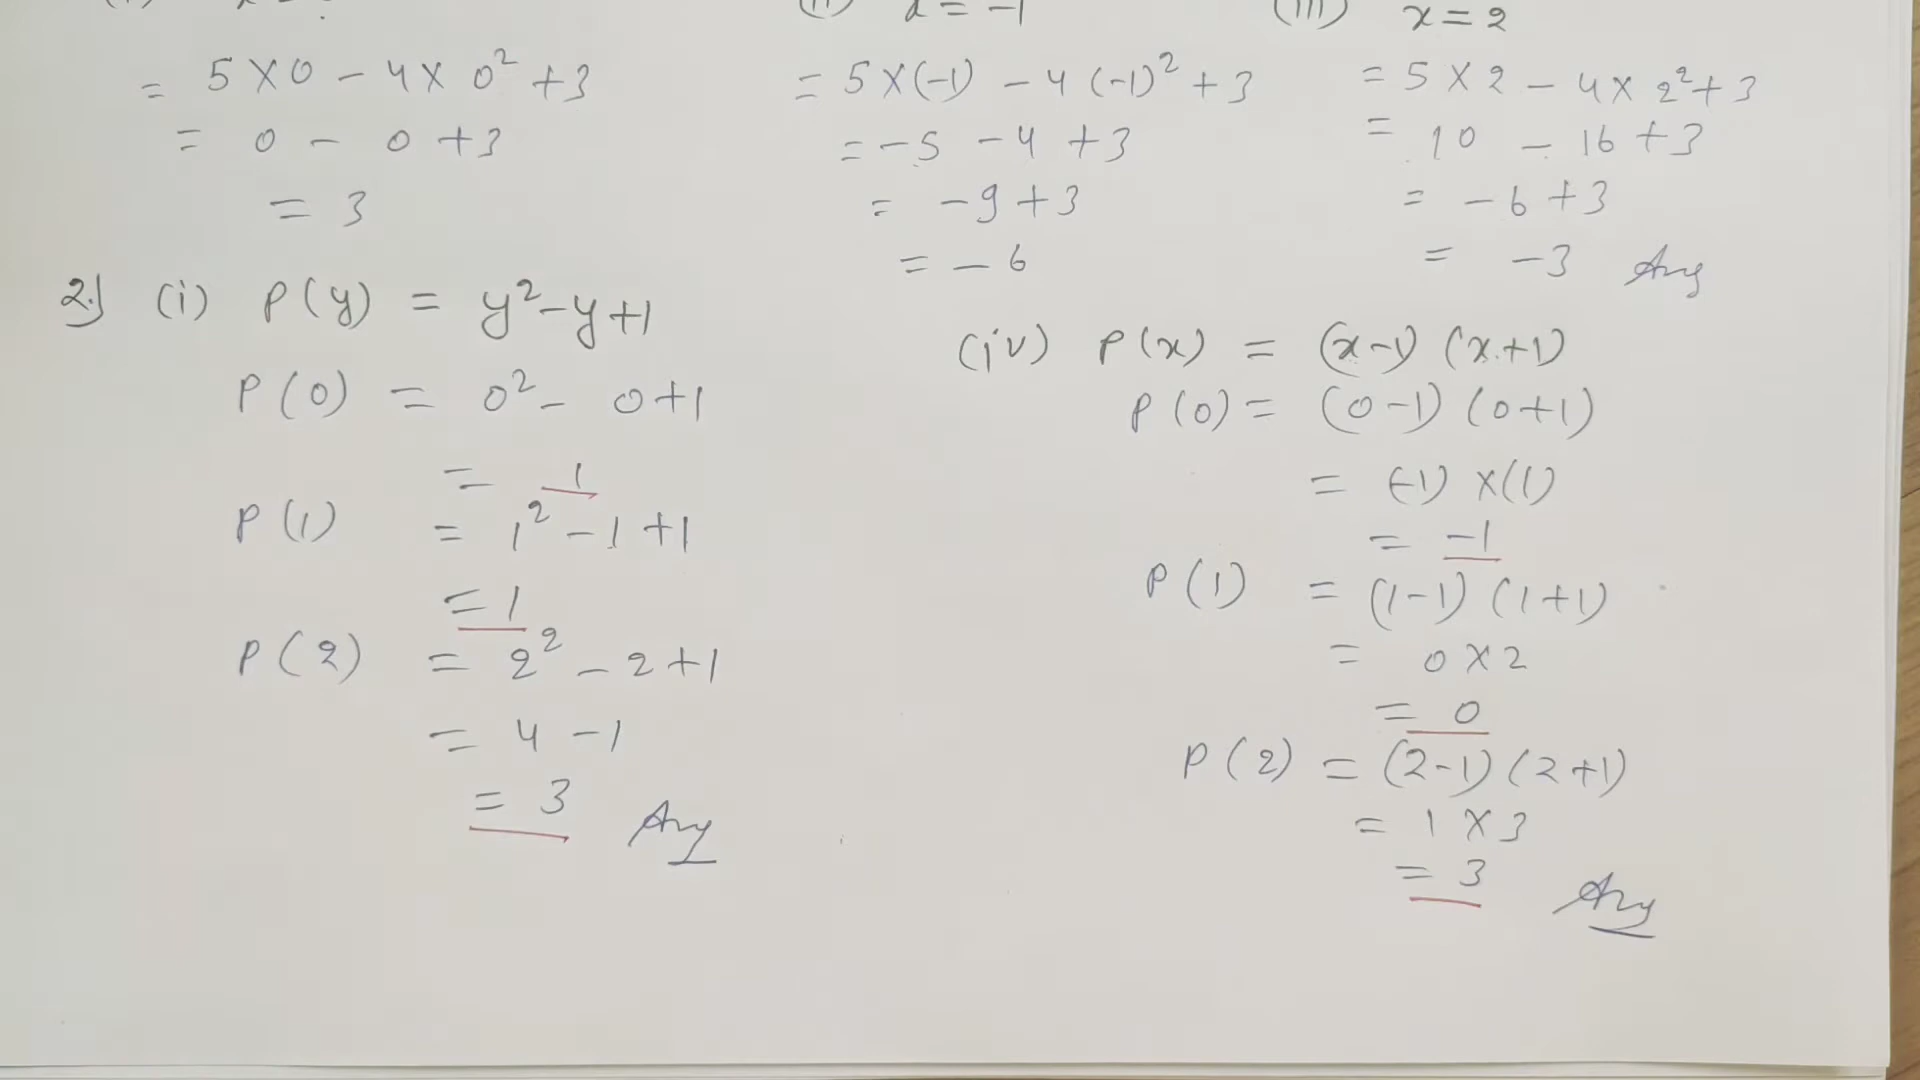 (ii) x = -1
(iii) x = 2
= 5 × 0 - 4 × 0² + 3
= 0 - 0 + 3
= 3
= 5 × (-1) - 4 (-1)² + 3
= -5 - 4 + 3
= -9 + 3
= -6
= 5 × 2 - 4 × 2² + 3
= 10 - 16 + 3
= -6 + 3
= -3 Ans
2.) (i) P(y) = y² - y + 1
P(0) = 0² - 0 + 1
= 1
P(1) = 1² - 1 + 1
= 1
P(2) = 2² - 2 + 1
= 4 - 1
= 3 Ans
(iv) P(x) = (x-1) (x+1)
P(0) = (0-1) (0+1)
= (-1) × (1)
= -1
P(1) = (1-1) (1+1)
= 0 × 2
= 0
P(2) = (2-1) (2+1)
= 1 × 3
= 3 Ans